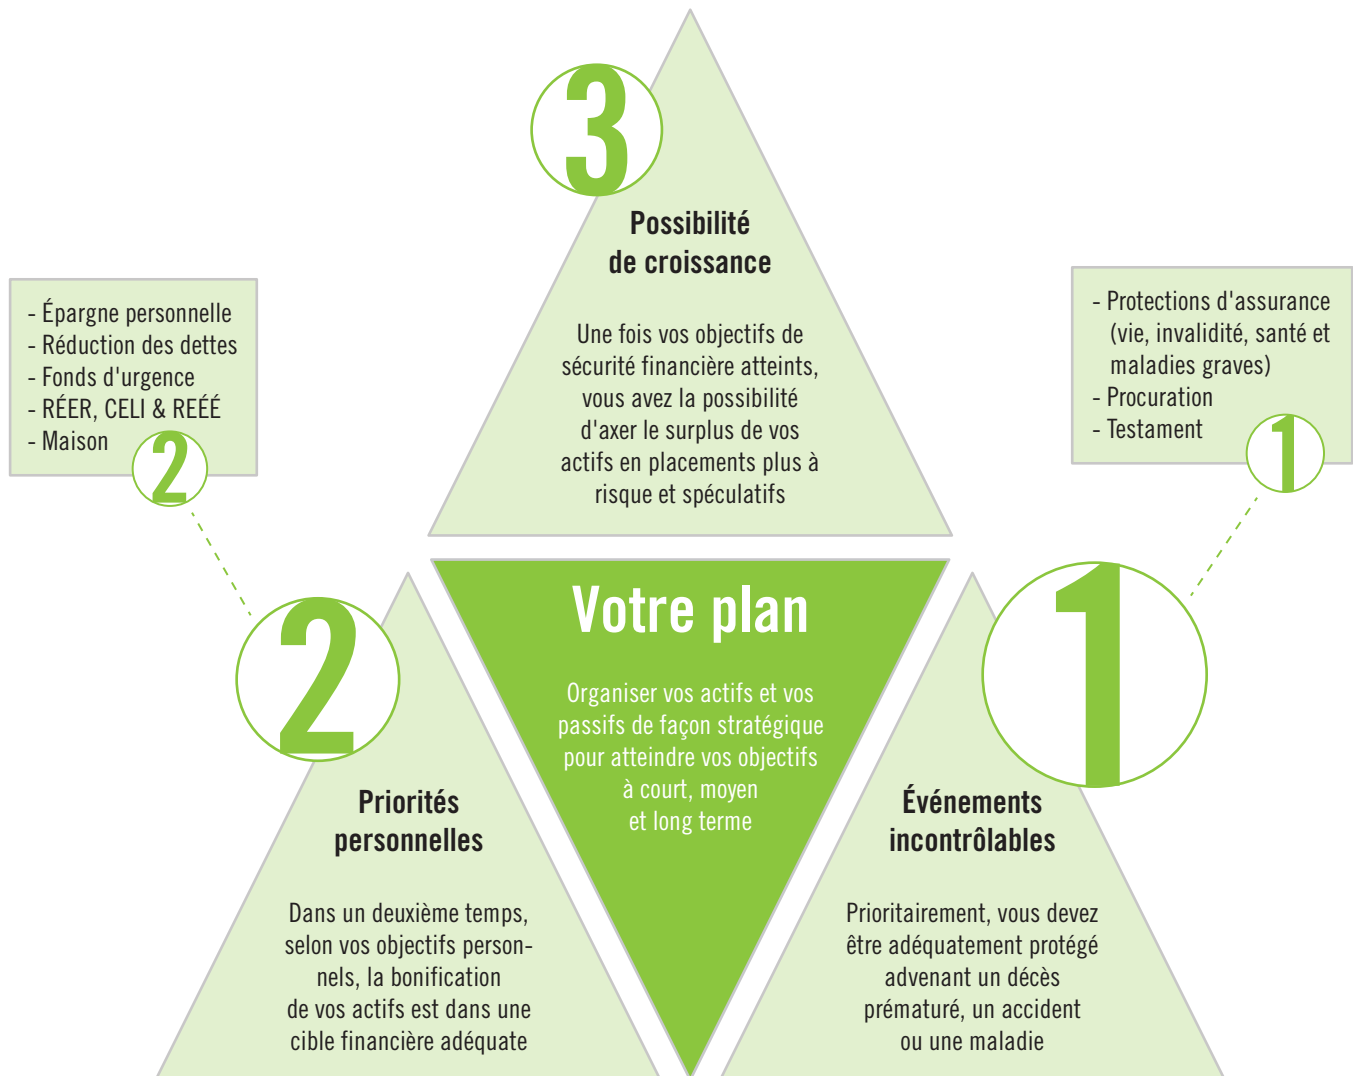 3
Possibilité
de croissance
Une fois vos objectifs de
sécurité financière atteints,
vous avez la possibilité
d'axer le surplus de vos
actifs en placements plus à
risque et spéculatifs
- Épargne personnelle
- Réduction des dettes
- Fonds d'urgence
- RÉER, CELI & REÉÉ
- Maison
2
- Protections d'assurance
(vie, invalidité, santé et
maladies graves)
- Procuration
- Testament
1
Votre plan
Organiser vos actifs et vos
passifs de façon stratégique
pour atteindre vos objectifs
à court, moyen
et long terme
2
Priorités
personnelles
Dans un deuxième temps,
selon vos objectifs person-
nels, la bonification
de vos actifs est dans une
cible financière adéquate
1
Événements
incontrôlables
Prioritairement, vous devez
être adéquatement protégé
advenant un décès
prématuré, un accident
ou une maladie